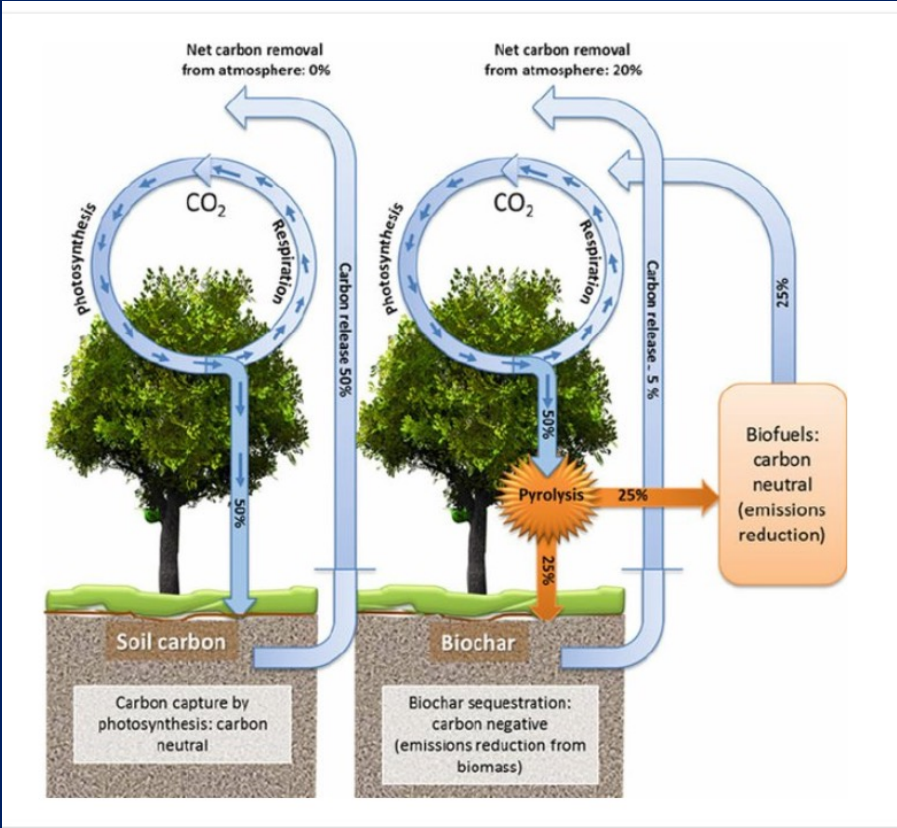 Net carbon removal
from atmosphere: 0%
CO2
Photosynthesis
Respiration
Carbon release 50%
50%
Soil carbon
Carbon capture by
photosynthesis: carbon
neutral
Net carbon removal
from atmosphere: 20%
CO2
Photosynthesis
Respiration
Carbon release - 5 %
25%
50%
Pyrolysis
25%
25%
Biofuels:
carbon
neutral
(emissions
reduction)
Biochar
Biochar sequestration:
carbon negative
(emissions reduction from
biomass)